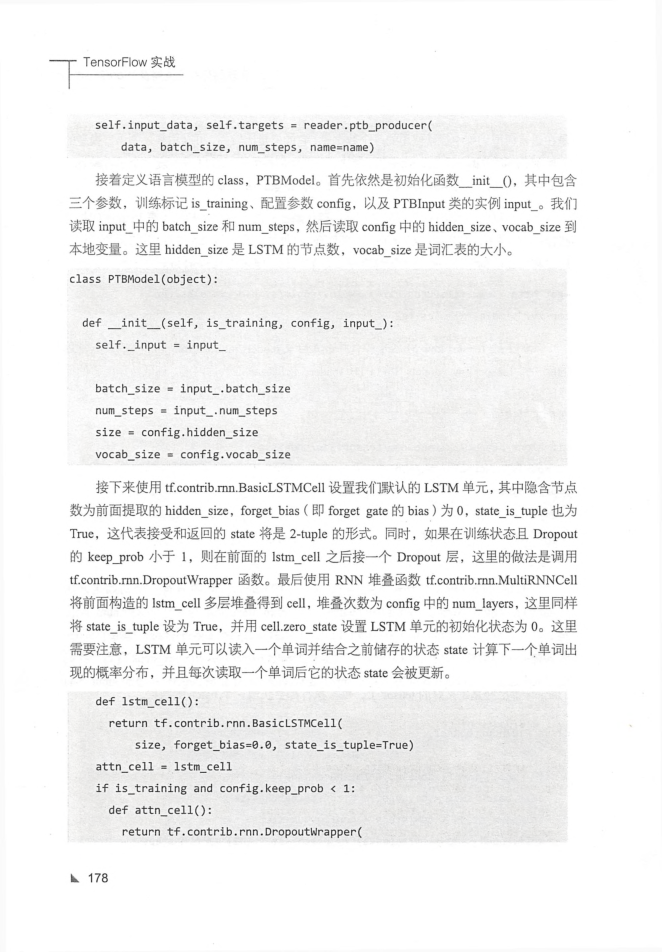 TensorFlow 实战
self.input_data, self.targets = reader.ptb_producer(
data, batch_size, num_steps, name=name)
接着定义语言模型的 class，PTBModel。首先依然是初始化函数__init__()，其中包含
三个参数，训练标记 is_training、配置参数 config，以及 PTBInput 类的实例 input_。我们
读取 input_中的 batch_size 和 num_steps，然后读取 config 中的 hidden_size、vocab_size 到
本地变量。这里 hidden_size 是 LSTM 的节点数，vocab_size 是词汇表的大小。
class PTBModel(object):
def __init__(self, is_training, config, input_):
self._input = input_
batch_size = input_.batch_size
num_steps = input_.num_steps
size = config.hidden_size
vocab_size = config.vocab_size
接下来使用 tf.contrib.rnn.BasicLSTMCell 设置我们默认的 LSTM 单元，其中隐含节点
数为前面提取的 hidden_size，forget_bias（即 forget gate 的 bias）为 0，state_is_tuple 也为
True，这代表接受和返回的 state 将是 2-tuple 的形式。同时，如果在训练状态且 Dropout
的 keep_prob 小于 1，则在前面的 lstm_cell 之后接一个 Dropout 层，这里的做法是调用
tf.contrib.rnn.DropoutWrapper 函数。最后使用 RNN 堆叠函数 tf.contrib.rnn.MultiRNNCell
将前面构造的 lstm_cell 多层堆叠得到 cell，堆叠次数为 config 中的 num_layers，这里同样
将 state_is_tuple 设为 True，并用 cell.zero_state 设置 LSTM 单元的初始化状态为 0。这里
需要注意，LSTM 单元可以读入一个单词并结合之前储存的状态 state 计算下一个单词出
现的概率分布，并且每次读取一个单词后它的状态 state 会被更新。
def lstm_cell():
return tf.contrib.rnn.BasicLSTMCell(
size, forget_bias=0.0, state_is_tuple=True)
attn_cell = lstm_cell
if is_training and config.keep_prob < 1:
def attn_cell():
return tf.contrib.rnn.DropoutWrapper(
178